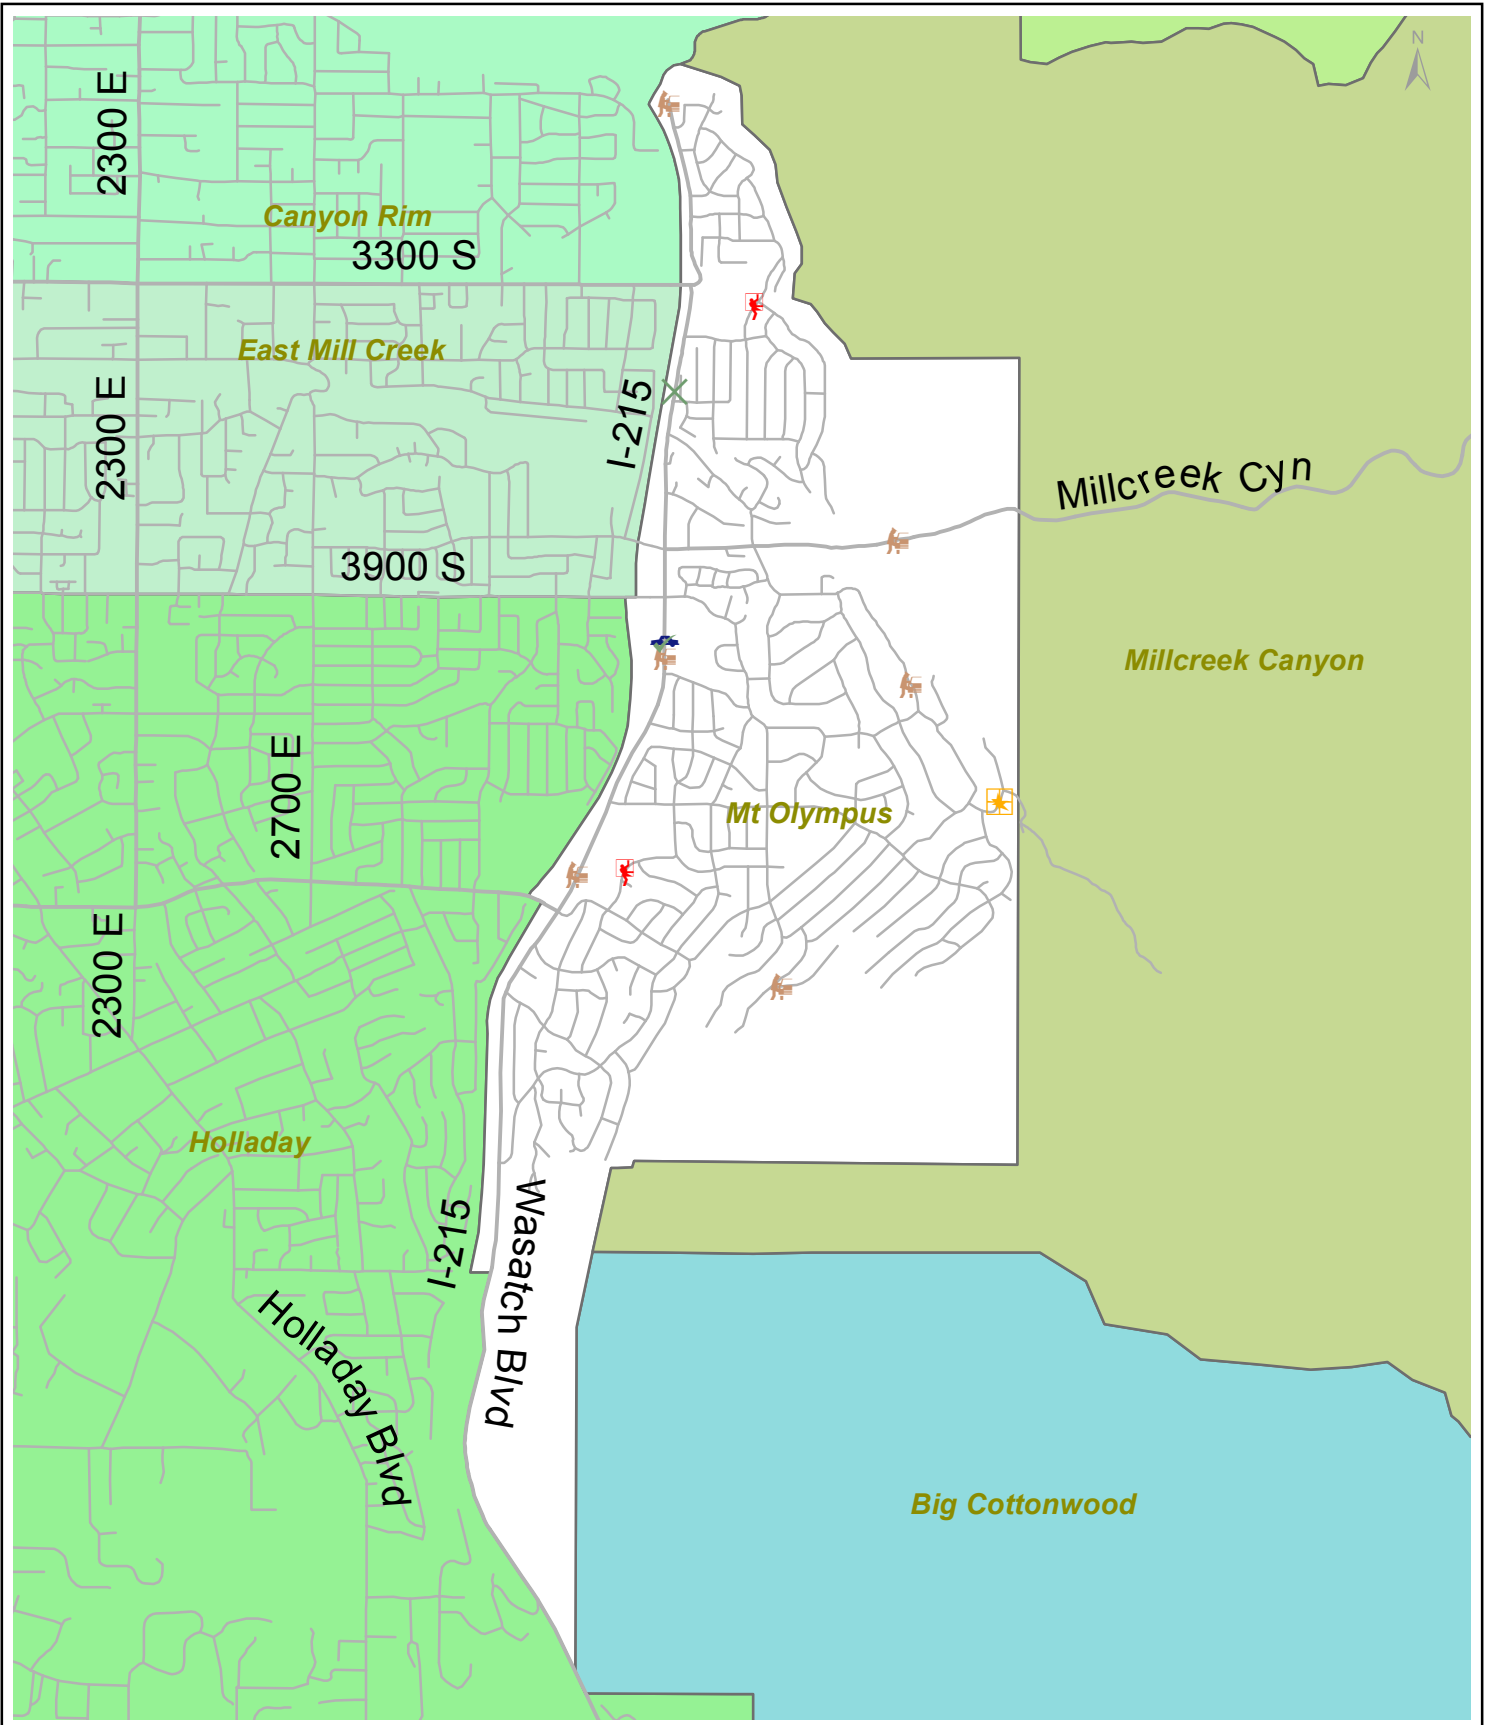 N
2300 E
Canyon Rim
3300 S
East Mill Creek
2300 E
I-215
Millcreek Cyn
3900 S
Millcreek Canyon
2700 E
Mt Olympus
2300 E
Holladay
I-215
Wasatch Blvd
Holladay Blvd
Big Cottonwood